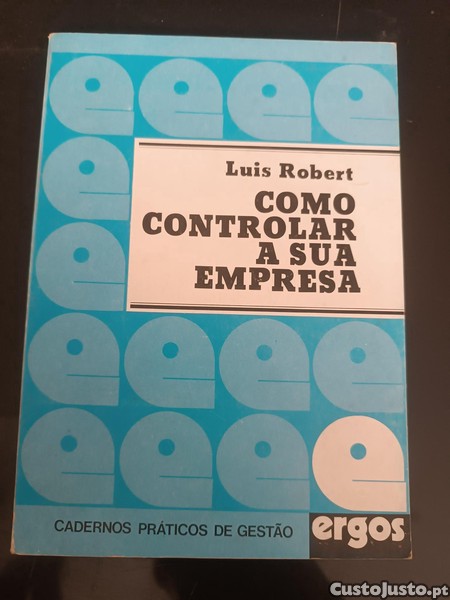 Luis Robert
COMO
CONTROLAR
A SUA
EMPRESA
CADERNOS PRÁTICOS DE GESTÃO
ergos
CustoJusto.pt